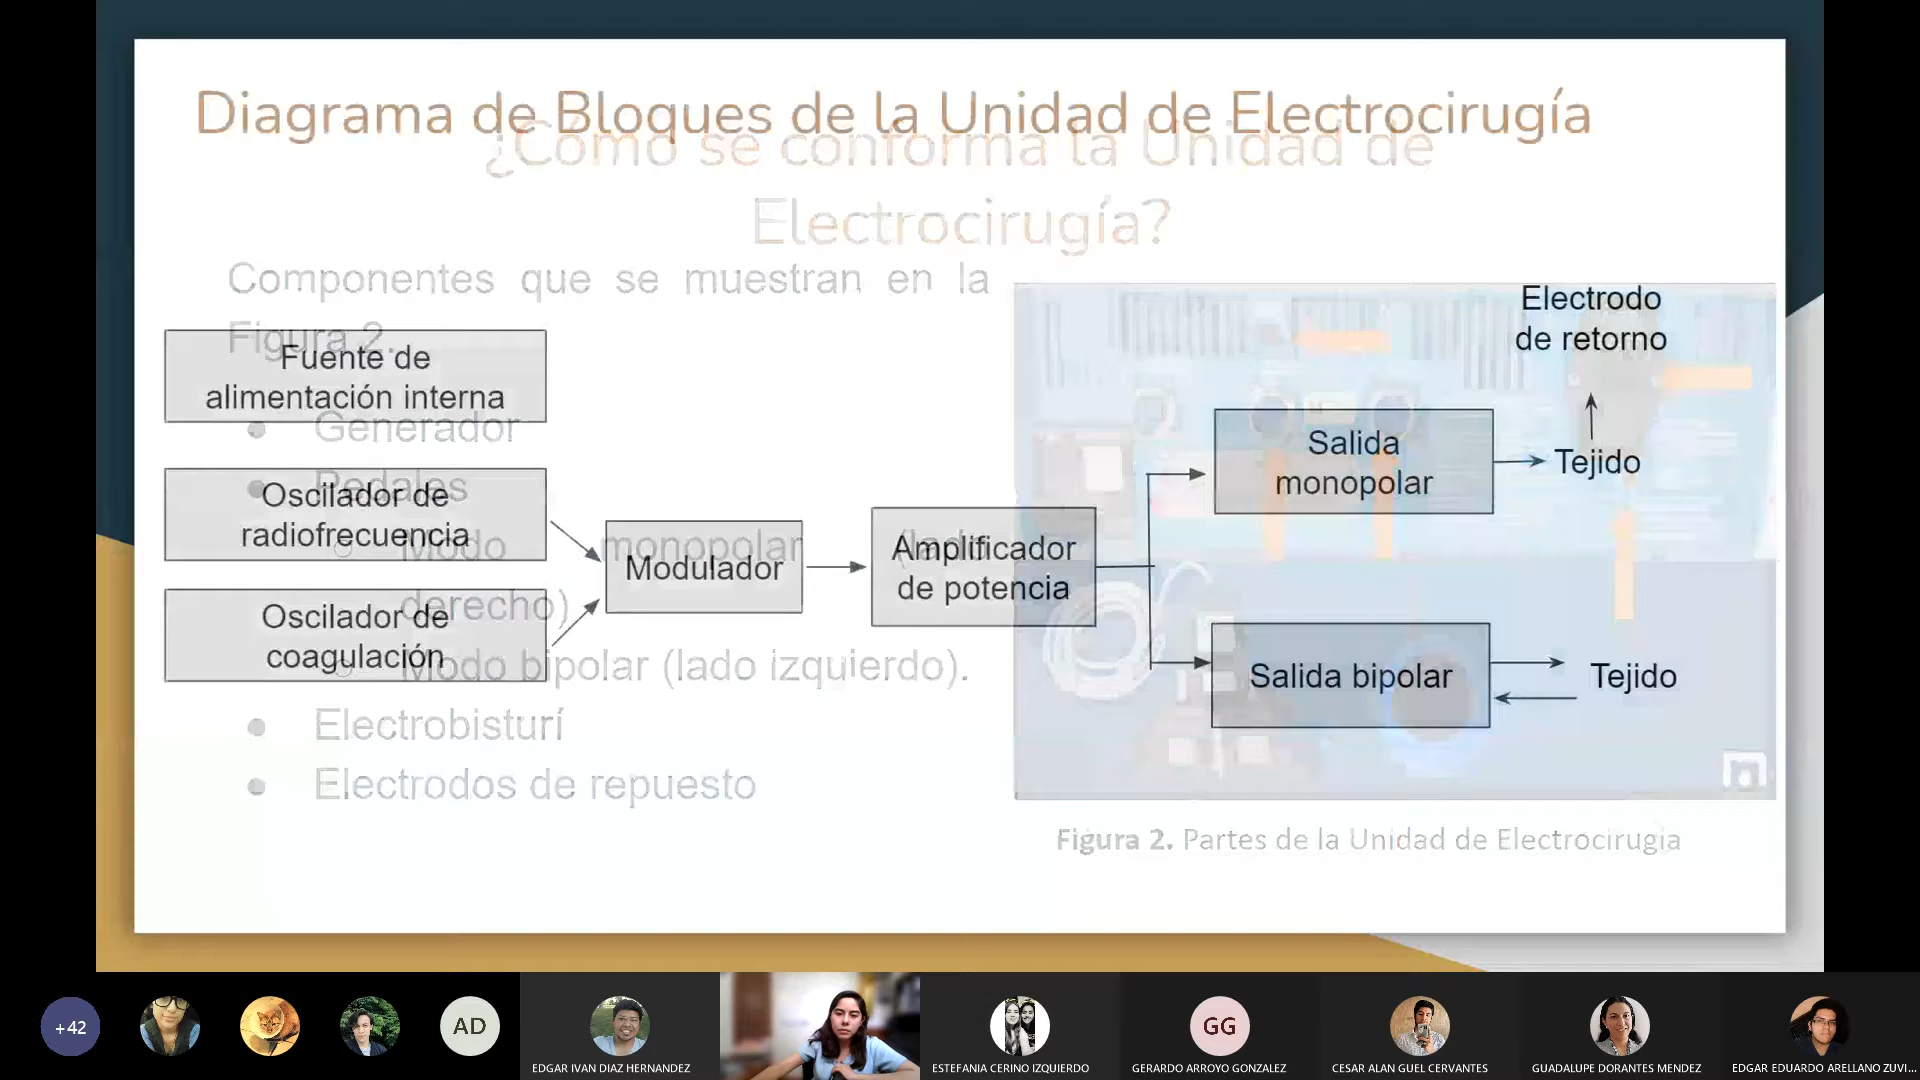 Diagrama de Bloques de la Unidad de Electrocirugía
¿Cómo se conforma la Unidad de
Electrocirugía?
Componentes que se muestran en la
Figura 2.
Generador
Pedales
Modo monopolar (lado
derecho)
Modo bipolar (lado izquierdo).
Electrobisturí
Electrodos de repuesto
Fuente de
alimentación interna
Oscilador de
radiofrecuencia
Oscilador de
coagulación
Modulador
Amplificador
de potencia
Salida
monopolar
Tejido
Electrodo
de retorno
Salida bipolar
Tejido
Figura 2. Partes de la Unidad de Electrocirugía
+42
AD
EDGAR IVAN DIAZ HERNANDEZ
ESTEFANIA CERINO IZQUIERDO
GG
GERARDO ARROYO GONZALEZ
CESAR ALAN GUEL CERVANTES
GUADALUPE DORANTES MENDEZ
EDGAR EDUARDO ARELLANO ZUVI...